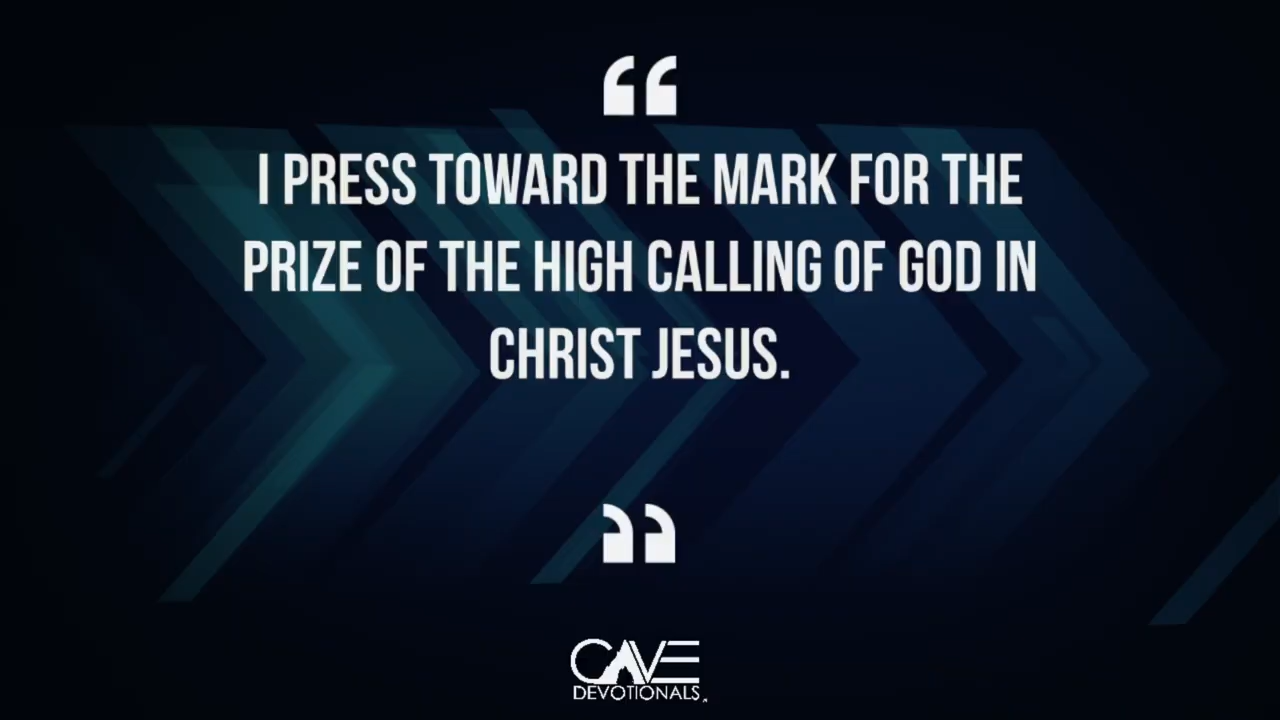 “
I PRESS TOWARD THE MARK FOR THE
PRIZE OF THE HIGH CALLING OF GOD IN
CHRIST JESUS.
”
CAVE
DEVOTIONALS